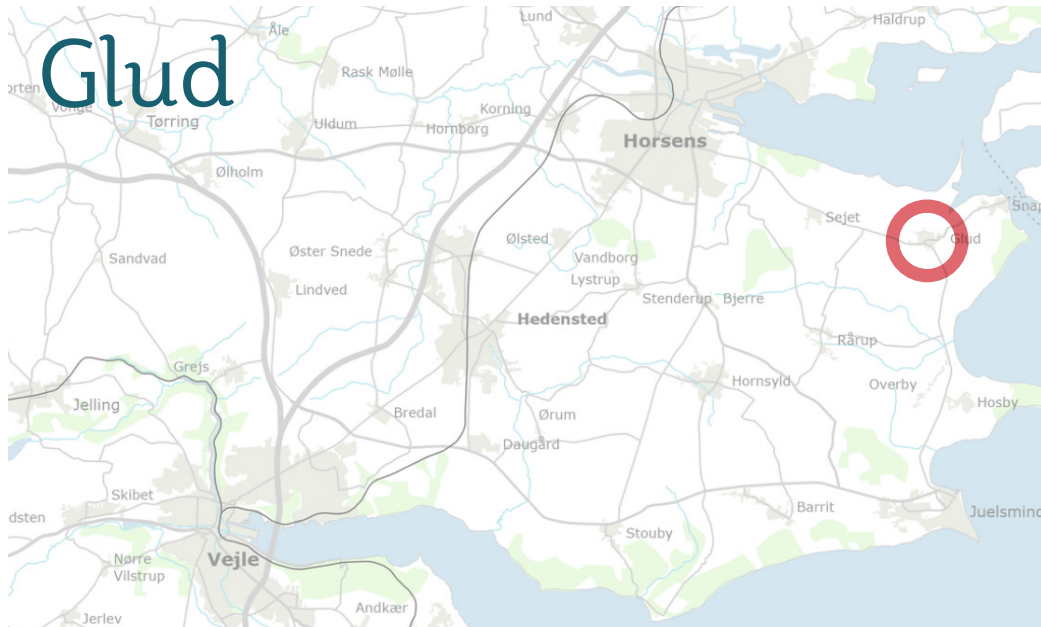 Glud
Lund
Haldrup
Åle
Rask Mølle
orten
Vonge
Tørring
Korning
Uldum
Hornborg
Horsens
Ølholm
Snap
Sejet
Glud
Ølsted
Øster Snede
Vandborg
Sandvad
Lystrup
Lindved
Stenderup
Bjerre
Hedensted
Rårup
Grejs
Hornsyld
Overby
Jelling
Hosby
Bredal
Ørum
Daugård
Skibet
Barrit
Juelsmind
dsten
Stouby
Vejle
Nørre
Vilstrup
Andkær
Jerlev